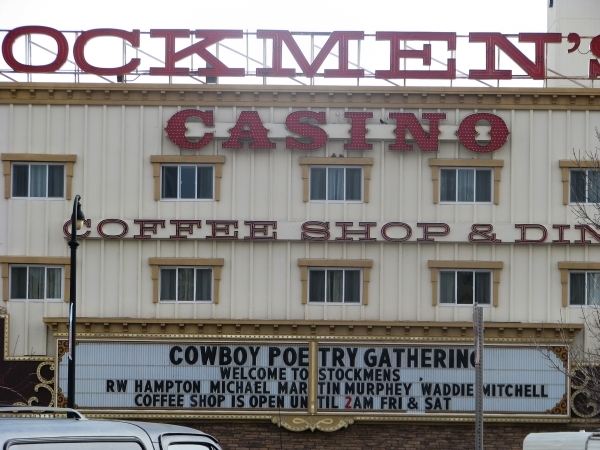 OCKMEN'S
CASINO
COFFEE SHOP & DIN
COWBOY POETRY GATHERING
WELCOME TO STOCKMENS
RW HAMPTON MICHAEL MARTIN MURPHEY WADDIE MITCHELL
COFFEE SHOP IS OPEN UNTIL 2AM FRI & SAT